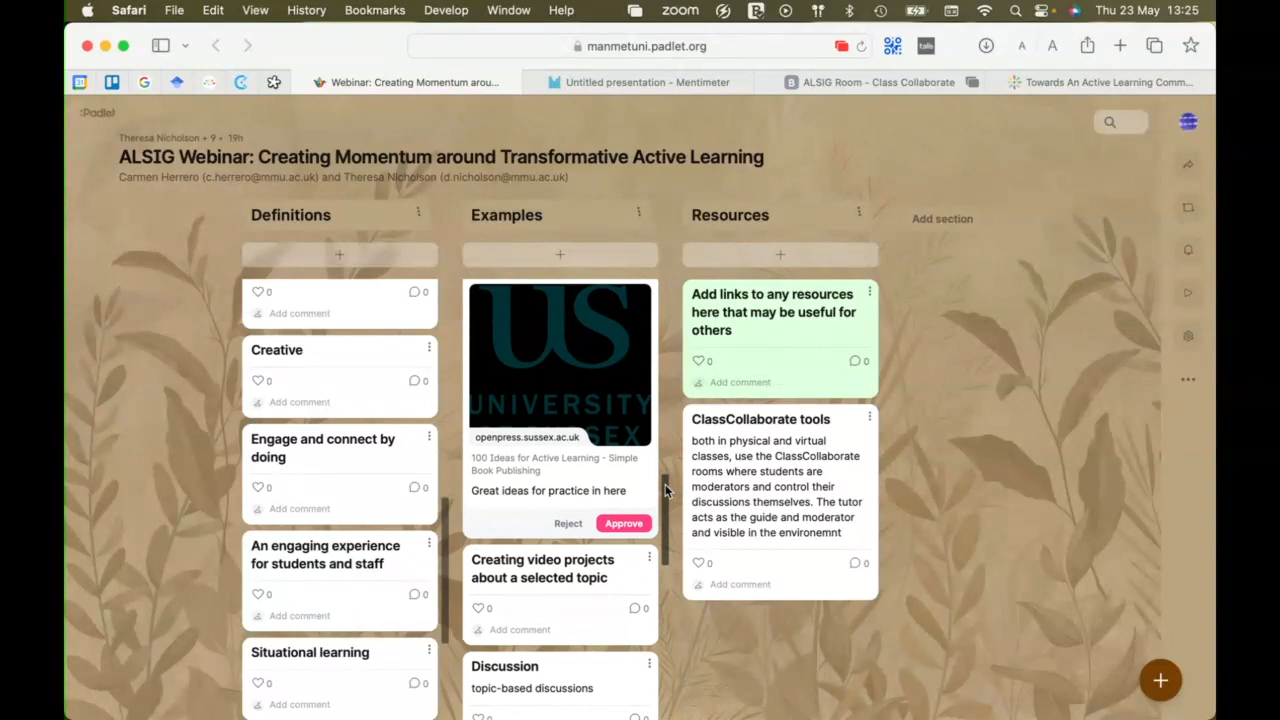 Safari File Edit View History Bookmarks Develop Window Help zoom Thu 23 May 13:25
manmetuni.padlet.org
talis
A A
Webinar: Creating Momentum arou...
Untitled presentation - Mentimeter
ALSIG Room - Class Collaborate
Towards An Active Learning Comm...
:Padlet
Theresa Nicholson + 9 • 19h
ALSIG Webinar: Creating Momentum around Transformative Active Learning
Carmen Herrero (c.herrero@mmu.ac.uk) and Theresa Nicholson (d.nicholson@mmu.ac.uk)
Definitions
0 0
Add comment
Creative
0 0
Add comment
Engage and connect by
doing
0 0
Add comment
An engaging experience
for students and staff
0 0
Add comment
Situational learning
0 0
Add comment
Examples
us
UNIVERSITY
SEX
openpress.sussex.ac.uk
100 Ideas for Active Learning - Simple
Book Publishing
Great ideas for practice in here
Reject Approve
Creating video projects
about a selected topic
0 0
Add comment
Discussion
topic-based discussions
0 0
Resources
Add links to any resources
here that may be useful for
others
0 0
Add comment
ClassCollaborate tools
both in physical and virtual
classes, use the ClassCollaborate
rooms where students are
moderators and control their
discussions themselves. The tutor
acts as the guide and moderator
and visible in the environemnt
0 0
Add comment
Add section